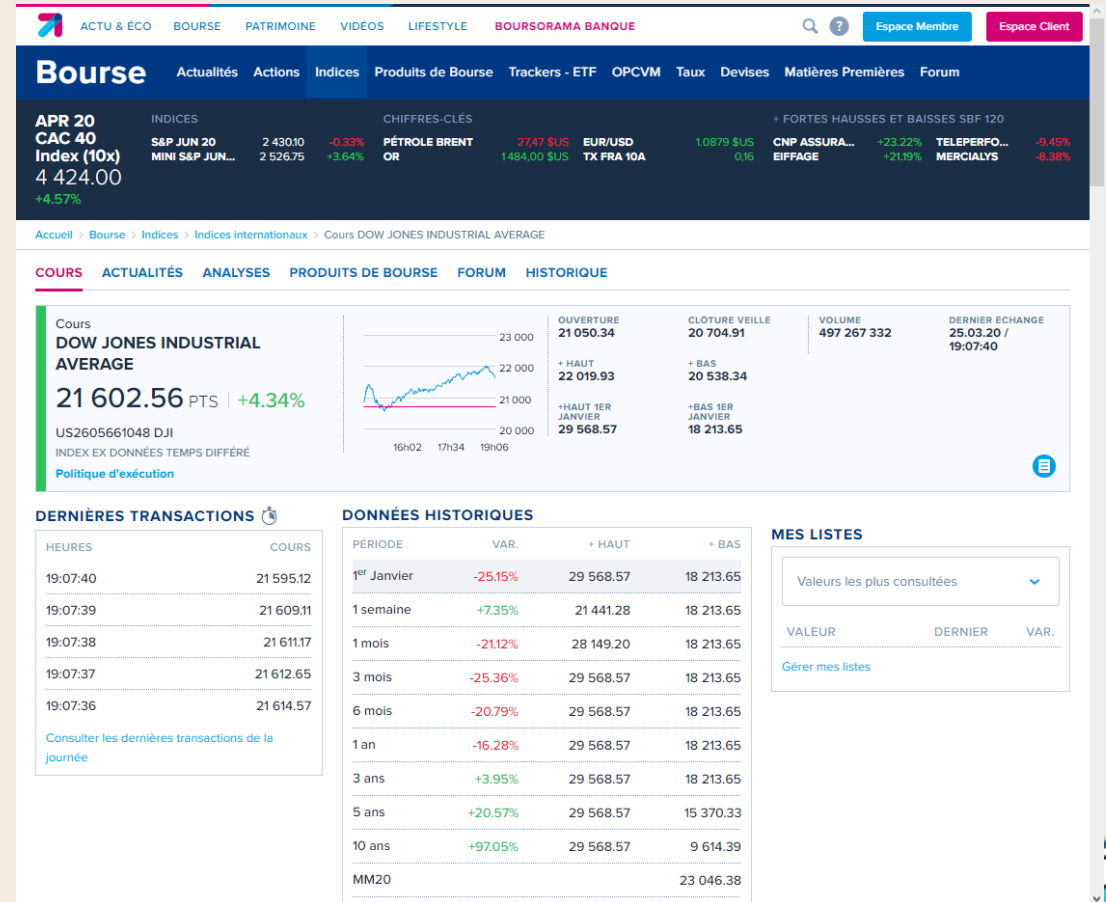 ACTU & ÉCO BOURSE PATRIMOINE VIDÉOS LIFESTYLE BOURSORAMA BANQUE ? Espace Membre Espace Client
Bourse Actualités Actions Indices Produits de Bourse Trackers - ETF OPCVM Taux Devises Matières Premières Forum
APR 20 CAC 40 Index (10x)
4 424.00
+4.57%
INDICES
S&P JUN 20 2 430.10 -0.33%
MINI S&P JUN... 2 526.75 +3.64%
CHIFFRES-CLÉS
PÉTROLE BRENT 27,47 $US EUR/USD 1.0879 $US
OR 1 484,00 $US TX FRA 10A 0,16
+ FORTES HAUSSES ET BAISSES SBF 120
CNP ASSURA... +23.22% TELEPERFO... -9.45%
EIFFAGE +21.19% MERCIALYS -8.38%
Accueil > Bourse > Indices > Indices internationaux > Cours DOW JONES INDUSTRIAL AVERAGE
COURS ACTUALITÉS ANALYSES PRODUITS DE BOURSE FORUM HISTORIQUE
Cours
DOW JONES INDUSTRIAL
AVERAGE
21 602.56 PTS +4.34%
US2605661048 DJI
INDEX EX DONNÉES TEMPS DIFFÉRÉ
Politique d'exécution
23 000
22 000
21 000
20 000
16h02 17h34 19h06
OUVERTURE
21 050.34
CLÔTURE VEILLE
20 704.91
VOLUME
497 267 332
DERNIER ÉCHANGE
25.03.20 /
19:07:40
+ HAUT
22 019.93
+ BAS
20 538.34
+HAUT 1ER
JANVIER
29 568.57
+BAS 1ER
JANVIER
18 213.65
DERNIÈRES TRANSACTIONS
HEURES COURS
19:07:40 21 595.12
19:07:39 21 609.11
19:07:38 21 611.17
19:07:37 21 612.65
19:07:36 21 614.57
Consulter les dernières transactions de la
journée
DONNÉES HISTORIQUES
PÉRIODE VAR. + HAUT + BAS
1er Janvier -25.15% 29 568.57 18 213.65
1 semaine +7.35% 21 441.28 18 213.65
1 mois -21.12% 28 149.20 18 213.65
3 mois -25.36% 29 568.57 18 213.65
6 mois -20.79% 29 568.57 18 213.65
1 an -16.28% 29 568.57 18 213.65
3 ans +3.95% 29 568.57 18 213.65
5 ans +20.57% 29 568.57 15 370.33
10 ans +97.05% 29 568.57 9 614.39
MM20 23 046.38
MES LISTES
Valeurs les plus consultées
VALEUR DERNIER VAR.
Gérer mes listes